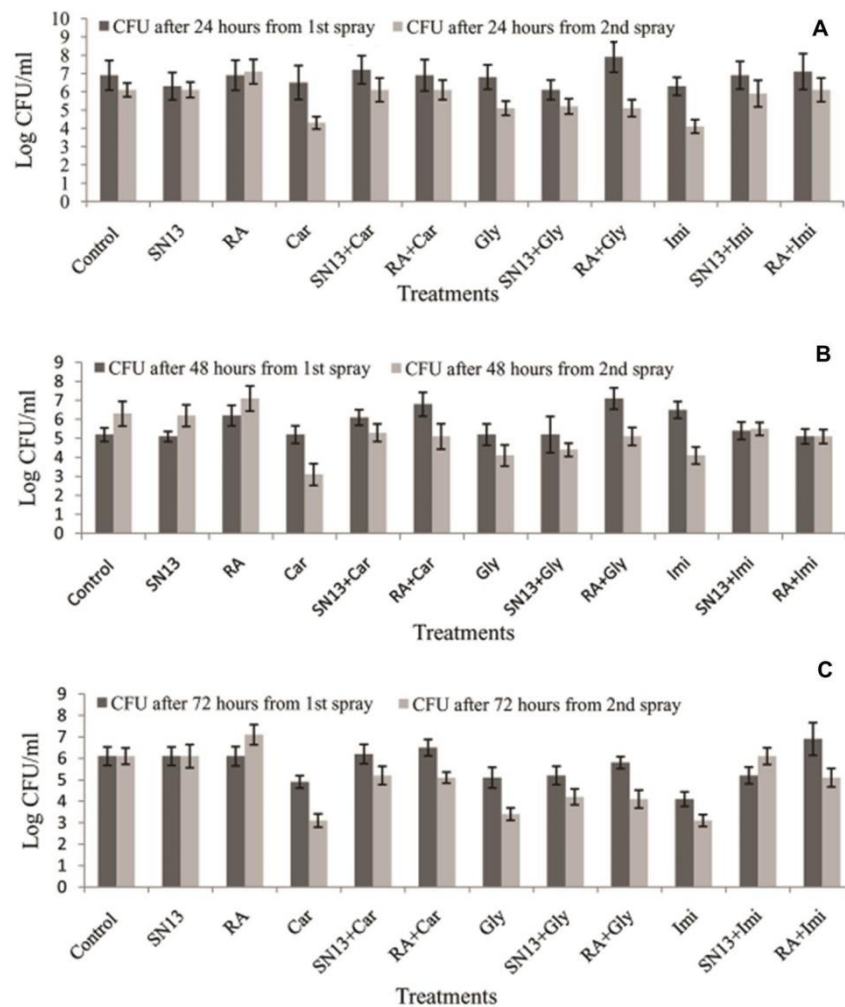 A
CFU after 24 hours from 1st spray CFU after 24 hours from 2nd spray
Log CFU/ml
10
9
8
7
6
5
4
3
2
1
0
Control SN13 RA Car SN13+Car RA+Car Gly SN13+Gly RA+Gly Imi SN13+Imi RA+Imi
Treatments
B
CFU after 48 hours from 1st spray CFU after 48 hours from 2nd spray
Log CFU/ml
9
8
7
6
5
4
3
2
1
0
Control SN13 RA Car SN13+Car RA+Car Gly SN13+Gly RA+Gly Imi SN13+Imi RA+Imi
Treatments
C
CFU after 72 hours from 1st spray CFU after 72 hours from 2nd spray
Log CFU/ml
9
8
7
6
5
4
3
2
1
0
Control SN13 RA Car SN13+Car RA+Car Gly SN13+Gly RA+Gly Imi SN13+Imi RA+Imi
Treatments